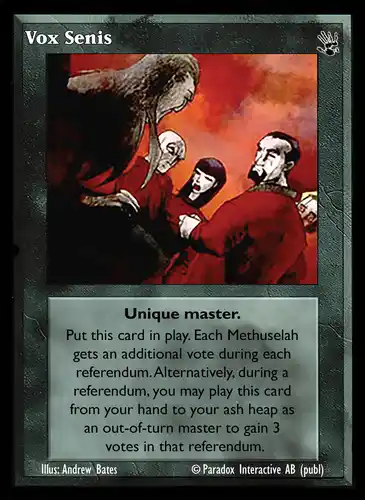 Vox Senis
Unique master.
Put this card in play. Each Methuselah
gets an additional vote during each
referendum. Alternatively, during a
referendum, you may play this card
from your hand to your ash heap as
an out-of-turn master to gain 3
votes in that referendum.
Illus: Andrew Bates © Paradox Interactive AB (publ)